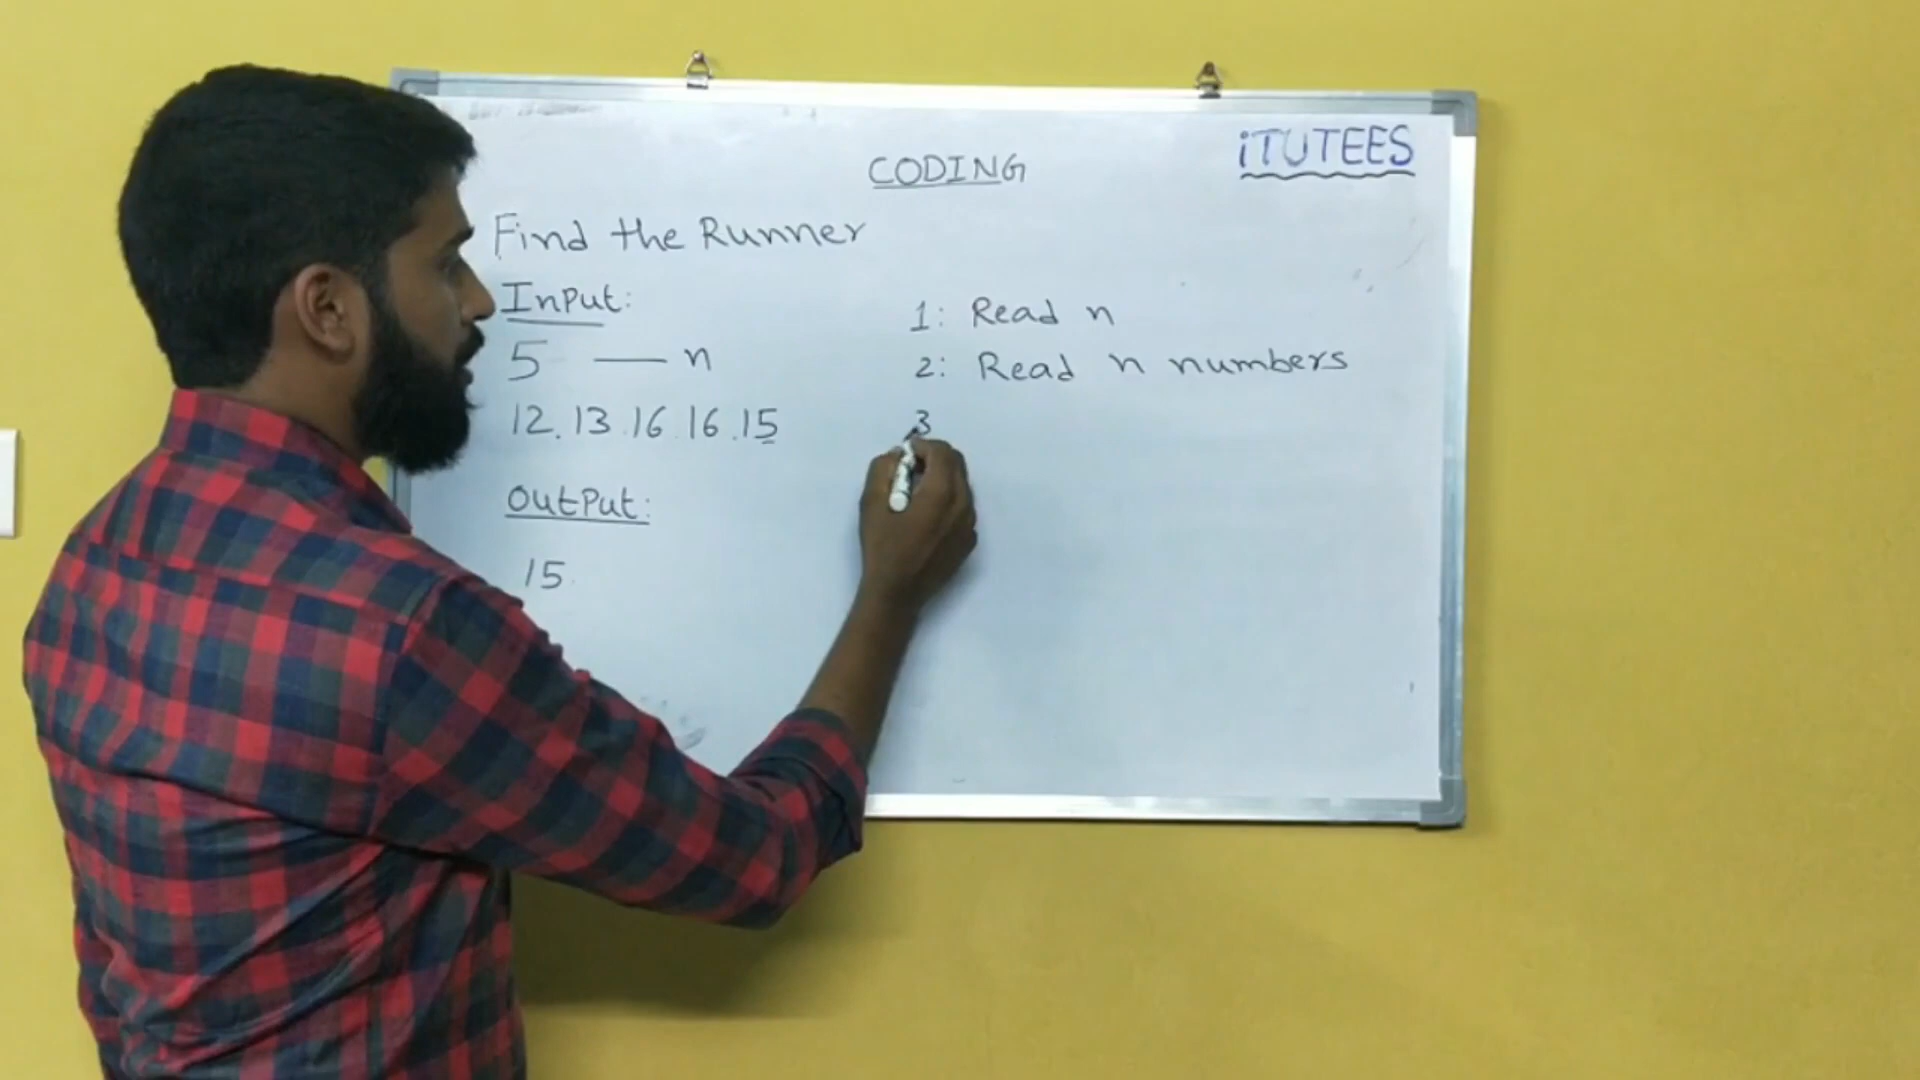 CODING
iTUTEES
Find the Runner
Input:
5 — n
12. 13 16 16 .15
Output:
15
1: Read n
2: Read n numbers
3